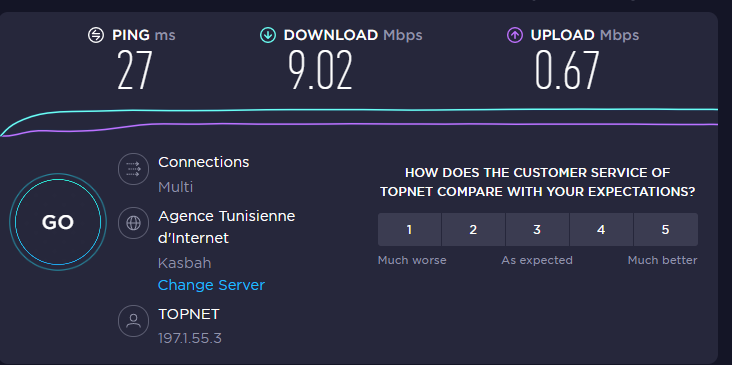 PING ms
27
DOWNLOAD Mbps
9.02
UPLOAD Mbps
0.67
GO
Connections
Multi
Agence Tunisienne
d'Internet
Kasbah
Change Server
TOPNET
197.1.55.3
HOW DOES THE CUSTOMER SERVICE OF
TOPNET COMPARE WITH YOUR EXPECTATIONS?
1 2 3 4 5
Much worse As expected Much better